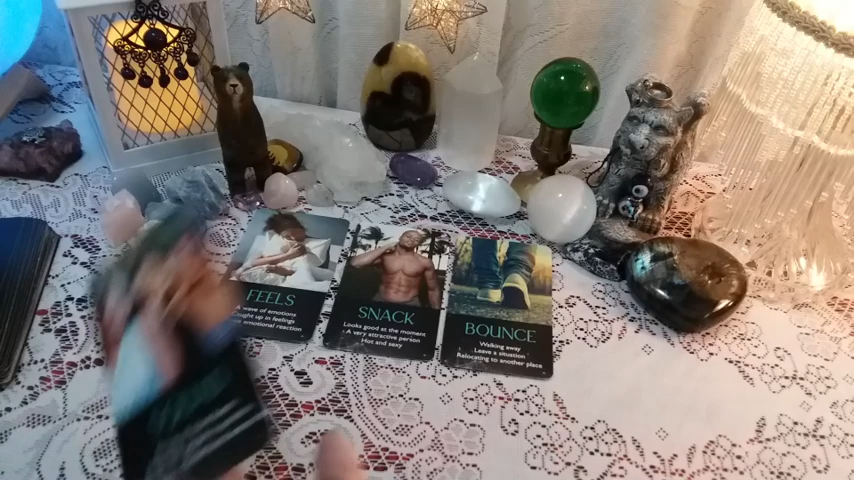 FEELS
wave of emotions
caught up in feelings
emotional reaction
SNACK
Looks good at the moment
A very attractive person
Hot and sexy
BOUNCE
Walking away
Leave a situation
Relocating to another place